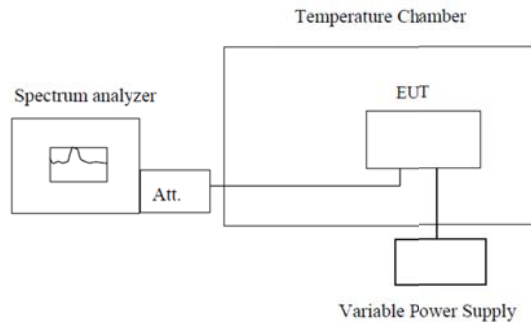 Temperature Chamber
Spectrum analyzer
EUT
Att.
Variable Power Supply